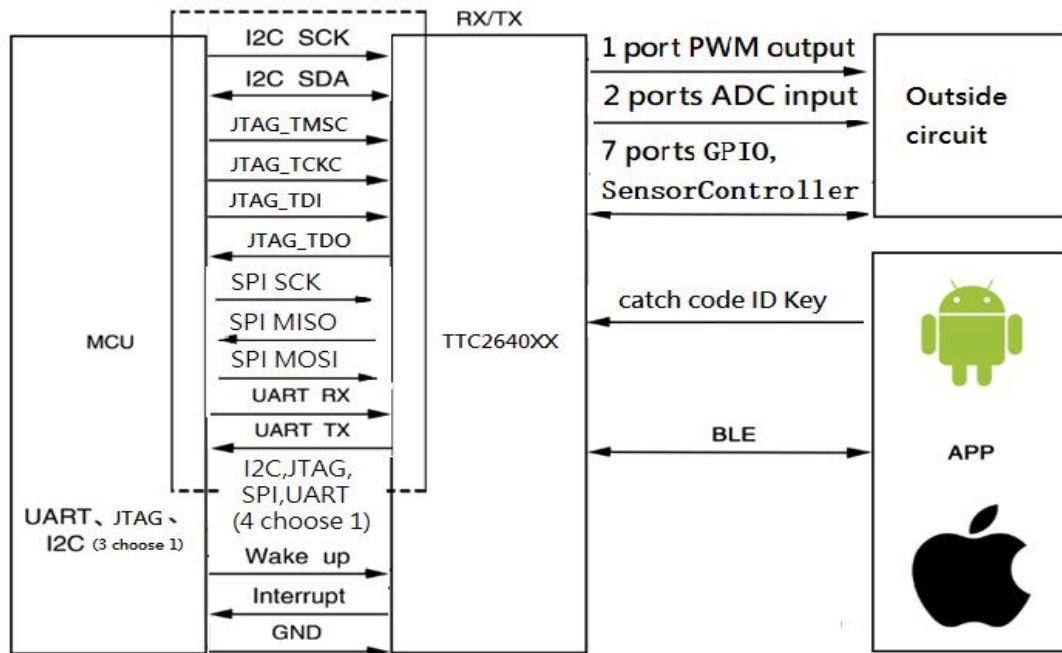 RX/TX
I2C SCK
I2C SDA
JTAG_TMSC
JTAG_TCKC
JTAG_TDI
JTAG_TDO
SPI SCK
SPI MISO
SPI MOSI
UART RX
UART TX
I2C,JTAG,
SPI,UART
(4 choose 1)
Wake up
Interrupt
GND
MCU
UART、JTAG、
I2C (3 choose 1)
TTC2640XX
1 port PWM output
2 ports ADC input
7 ports GPIO,
SensorController
catch code ID Key
BLE
Outside
circuit
APP